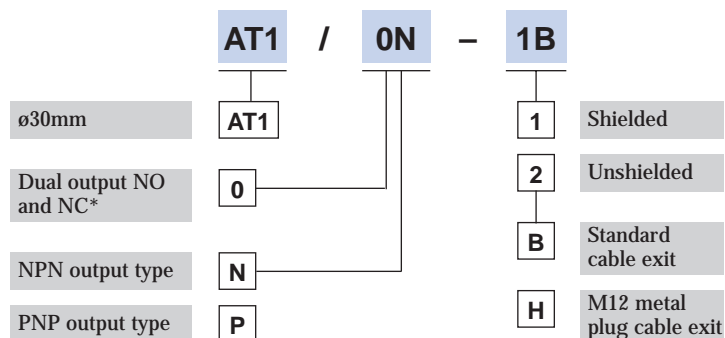 AT1 / 0N – 1B
ø30mm
AT1
1
Shielded
Dual output NO
and NC*
0
2
Unshielded
NPN output type
N
B
Standard
cable exit
PNP output type
P
H
M12 metal
plug cable exit